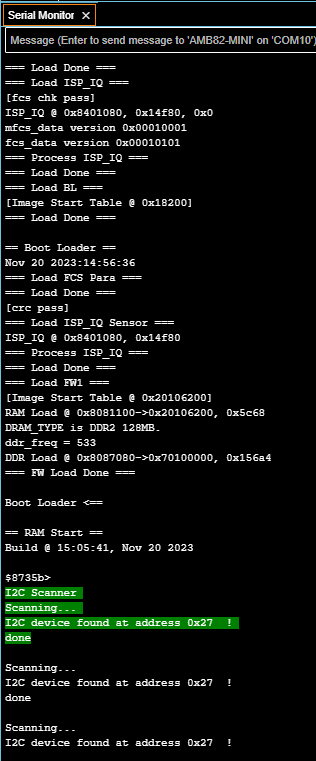 Serial Monitor ×
Message (Enter to send message to 'AMB82-MINI' on 'COM10')
=== Load Done ===
=== Load ISP_IQ ===
[fcs chk pass]
ISP_IQ @ 0x8401080, 0x14f80, 0x0
mfcs_data version 0x00010001
fcs_data version 0x00010101
=== Process ISP_IQ ===
=== Load Done ===
=== Load BL ===
[Image Start Table @ 0x18200]
=== Load Done ===
== Boot Loader ==
Nov 20 2023:14:56:36
=== Load FCS Para ===
=== Load Done ===
[crc pass]
=== Load ISP_IQ Sensor ===
ISP_IQ @ 0x8401080, 0x14f80
=== Process ISP_IQ ===
=== Load Done ===
=== Load FW1 ===
[Image Start Table @ 0x20106200]
RAM Load @ 0x8081100->0x20106200, 0x5c68
DRAM_TYPE is DDR2 128MB.
ddr_freq = 533
DDR Load @ 0x8087080->0x70100000, 0x156a4
=== FW Load Done ===
Boot Loader <==
== RAM Start ==
Build @ 15:05:41, Nov 20 2023
$8735b>
I2C Scanner
Scanning...
I2C device found at address 0x27  !
done
Scanning...
I2C device found at address 0x27  !
done
Scanning...
I2C device found at address 0x27  !